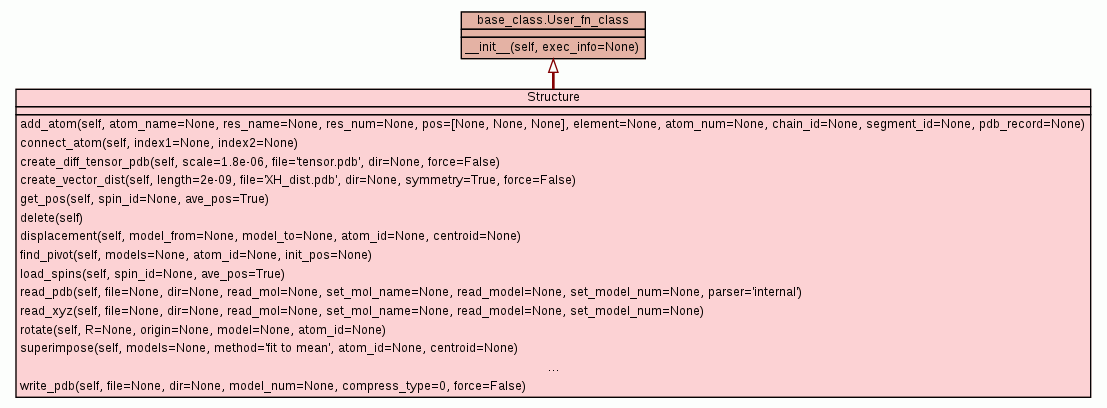 base_class.User_fn_class
__init__(self, exec_info=None)
Structure
add_atom(self, atom_name=None, res_name=None, res_num=None, pos=[None, None, None], element=None, atom_num=None, chain_id=None, segment_id=None, pdb_record=None)
connect_atom(self, index1=None, index2=None)
create_diff_tensor_pdb(self, scale=1.8e-06, file='tensor.pdb', dir=None, force=False)
create_vector_dist(self, length=2e-09, file='XH_dist.pdb', dir=None, symmetry=True, force=False)
get_pos(self, spin_id=None, ave_pos=True)
delete(self)
displacement(self, model_from=None, model_to=None, atom_id=None, centroid=None)
find_pivot(self, models=None, atom_id=None, init_pos=None)
load_spins(self, spin_id=None, ave_pos=True)
read_pdb(self, file=None, dir=None, read_mol=None, set_mol_name=None, read_model=None, set_model_num=None, parser='internal')
read_xyz(self, file=None, dir=None, read_mol=None, set_mol_name=None, read_model=None, set_model_num=None)
rotate(self, R=None, origin=None, model=None, atom_id=None)
superimpose(self, models=None, method='fit to mean', atom_id=None, centroid=None)
...
write_pdb(self, file=None, dir=None, model_num=None, compress_type=0, force=False)